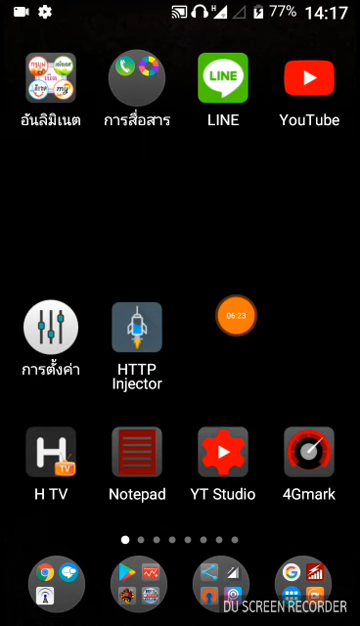 H 77% 14:17
อันลิมิเนต
การสื่อสาร
LINE
YouTube
การตั้งค่า
HTTP
Injector
06:23
H TV
Notepad
YT Studio
4Gmark
DU SCREEN RECORDER